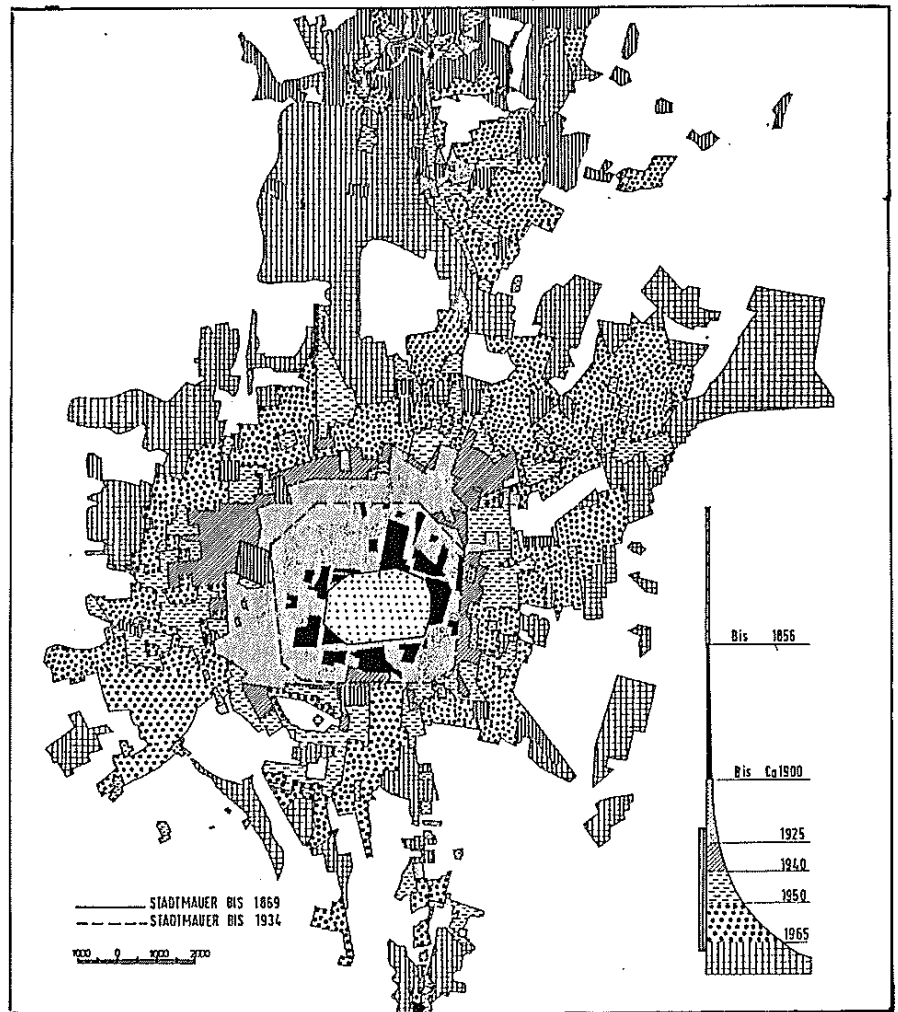 Bis 1856
Bis Ca 1900
1925
1940
1950
1965
STADTMAUER BIS 1869
STADTMAUER BIS 1934
1000 0 1000 2000